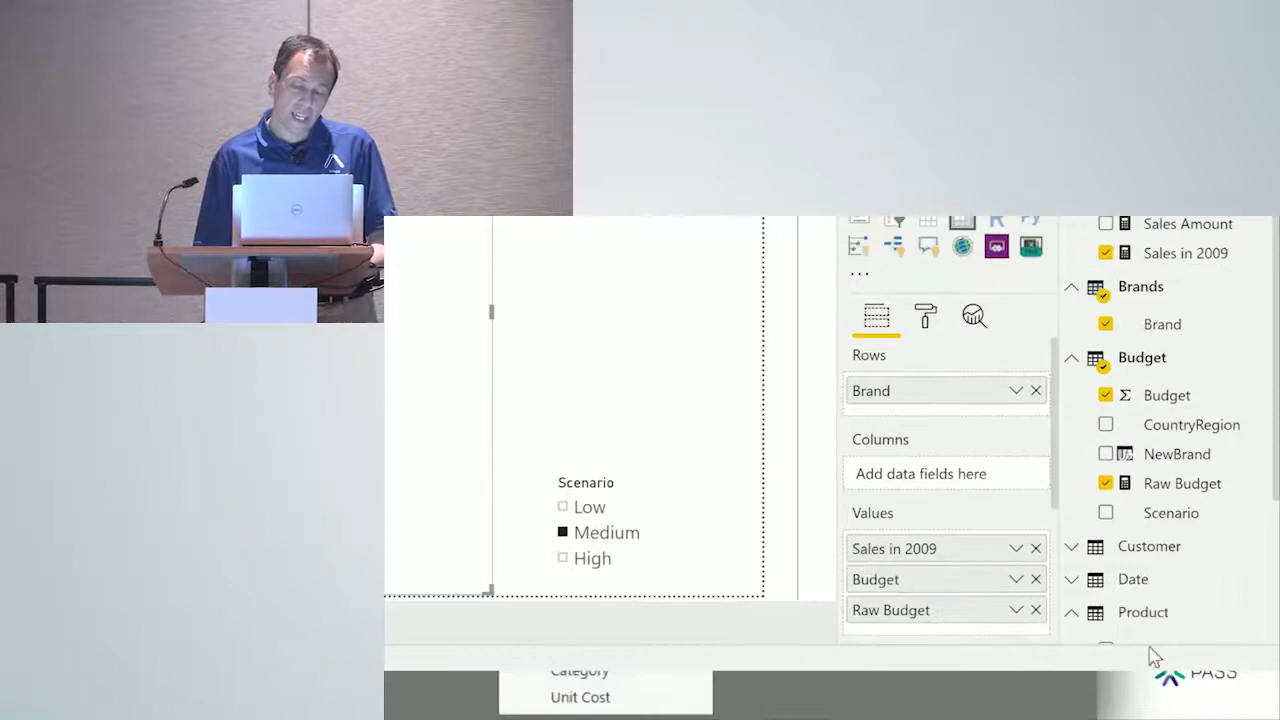 Scenario
Low
Medium
High
Rows
Brand
Columns
Add data fields here
Values
Sales in 2009
Budget
Raw Budget
Sales Amount
Sales in 2009
Brands
Brand
Budget
Budget
CountryRegion
NewBrand
Raw Budget
Scenario
Customer
Date
Product
Category
Unit Cost
PASS